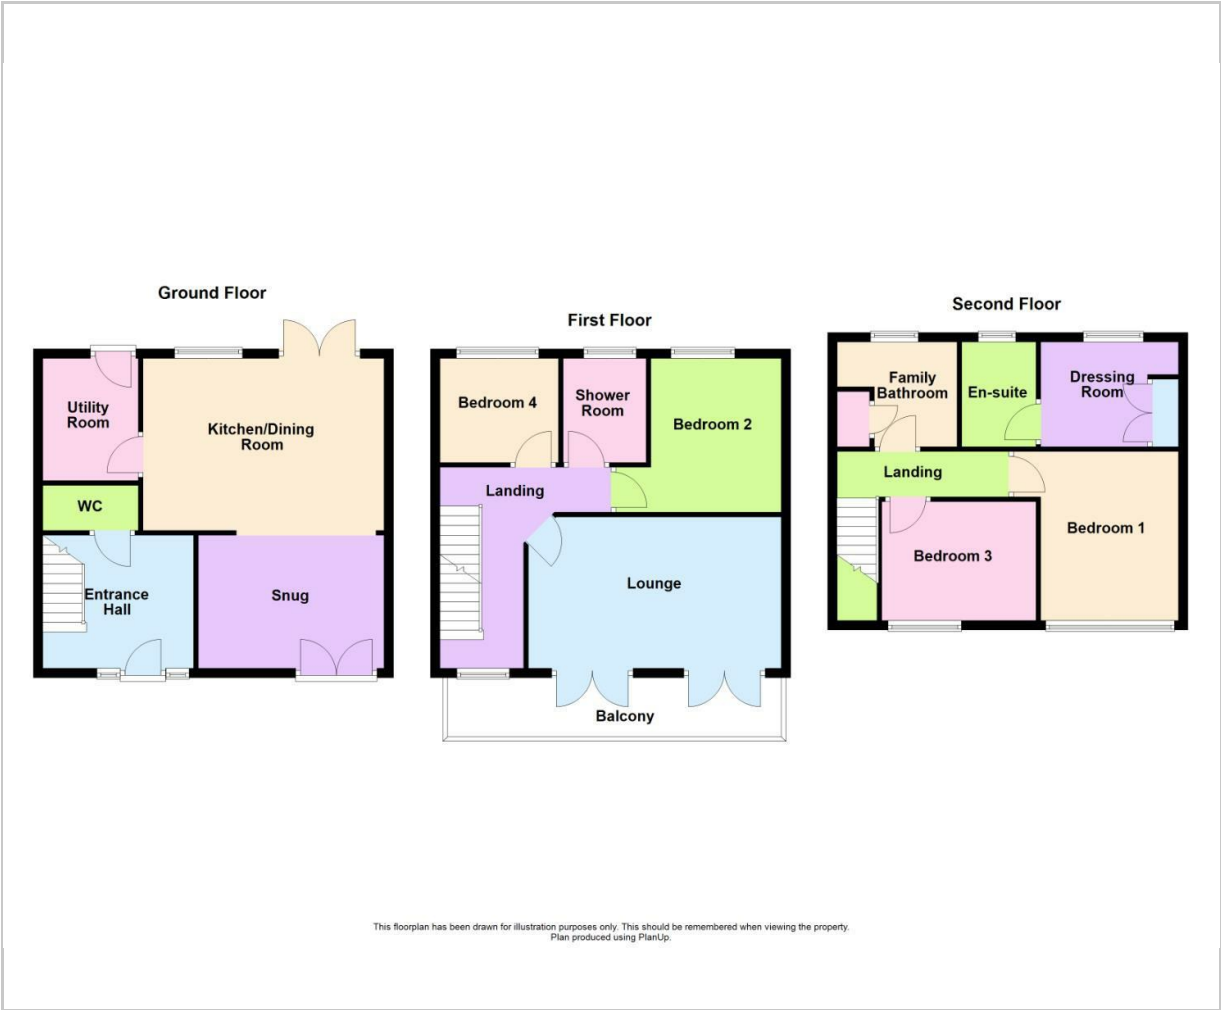 Ground Floor
Utility
Room
Kitchen/Dining
Room
WC
Entrance
Hall
Snug
First Floor
Bedroom 4
Shower
Room
Bedroom 2
Landing
Lounge
Balcony
Second Floor
Family
Bathroom
En-suite
Dressing
Room
Landing
Bedroom 1
Bedroom 3
This floorplan has been drawn for illustration purposes only. This should be remembered when viewing the property.
Plan produced using PlanUp.